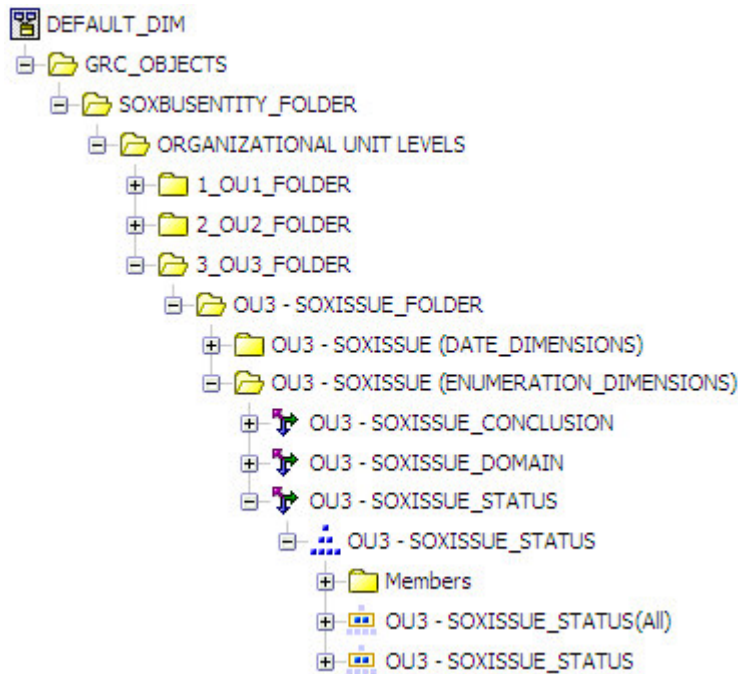 DEFAULT_DIM
GRC_OBJECTS
SOXBUSENTITY_FOLDER
ORGANIZATIONAL UNIT LEVELS
1_OU1_FOLDER
2_OU2_FOLDER
3_OU3_FOLDER
OU3 - SOXISSUE_FOLDER
OU3 - SOXISSUE (DATE_DIMENSIONS)
OU3 - SOXISSUE (ENUMERATION_DIMENSIONS)
OU3 - SOXISSUE_CONCLUSION
OU3 - SOXISSUE_DOMAIN
OU3 - SOXISSUE_STATUS
OU3 - SOXISSUE_STATUS
Members
OU3 - SOXISSUE_STATUS(All)
OU3 - SOXISSUE_STATUS